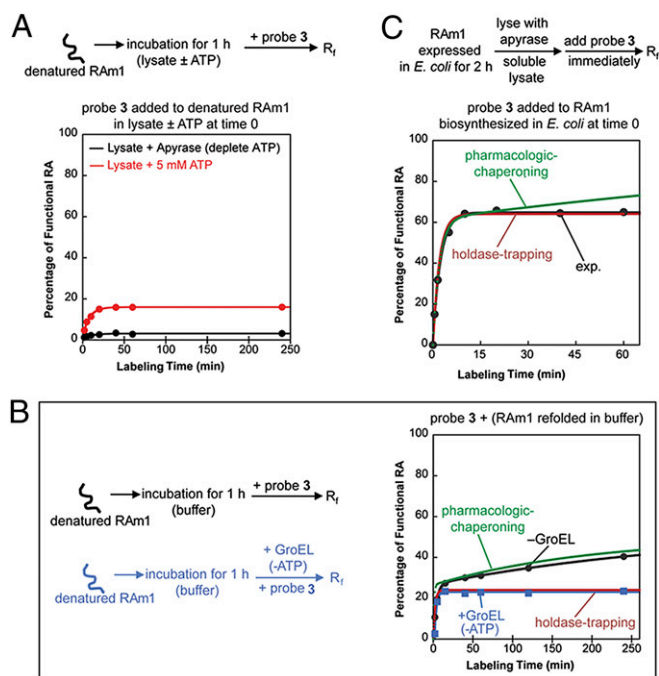 A
+ probe 3
incubation for 1 h
(lysate ± ATP)
Rf
denatured RAm1
probe 3 added to denatured RAm1
in lysate ± ATP at time 0
Percentage of Functional RA
100
80
60
40
20
0
Lysate + Apyrase (deplete ATP)
Lysate + 5 mM ATP
0 50 100 150 200 250
Labeling Time (min)
C
RAm1
expressed
in E. coli for 2 h
lyse with
apyrase
soluble
lysate
add probe 3
immediately
Rf
probe 3 added to RAm1
biosynthesized in E. coli at time 0
Percentage of Functional RA
100
80
60
40
20
0
pharmacologic-
chaperoning
holdase-trapping
exp.
0 15 30 45 60
Labeling Time (min)
B
+ probe 3
incubation for 1 h
(buffer)
Rf
denatured RAm1
+ GroEL
(-ATP)
+ probe 3
incubation for 1 h
(buffer)
Rf
denatured RAm1
probe 3 + (RAm1 refolded in buffer)
Percentage of Functional RA
100
80
60
40
20
0
pharmacologic-
chaperoning
–GroEL
+GroEL
(-ATP)
holdase-trapping
0 50 100 150 200 250
Labeling Time (min)